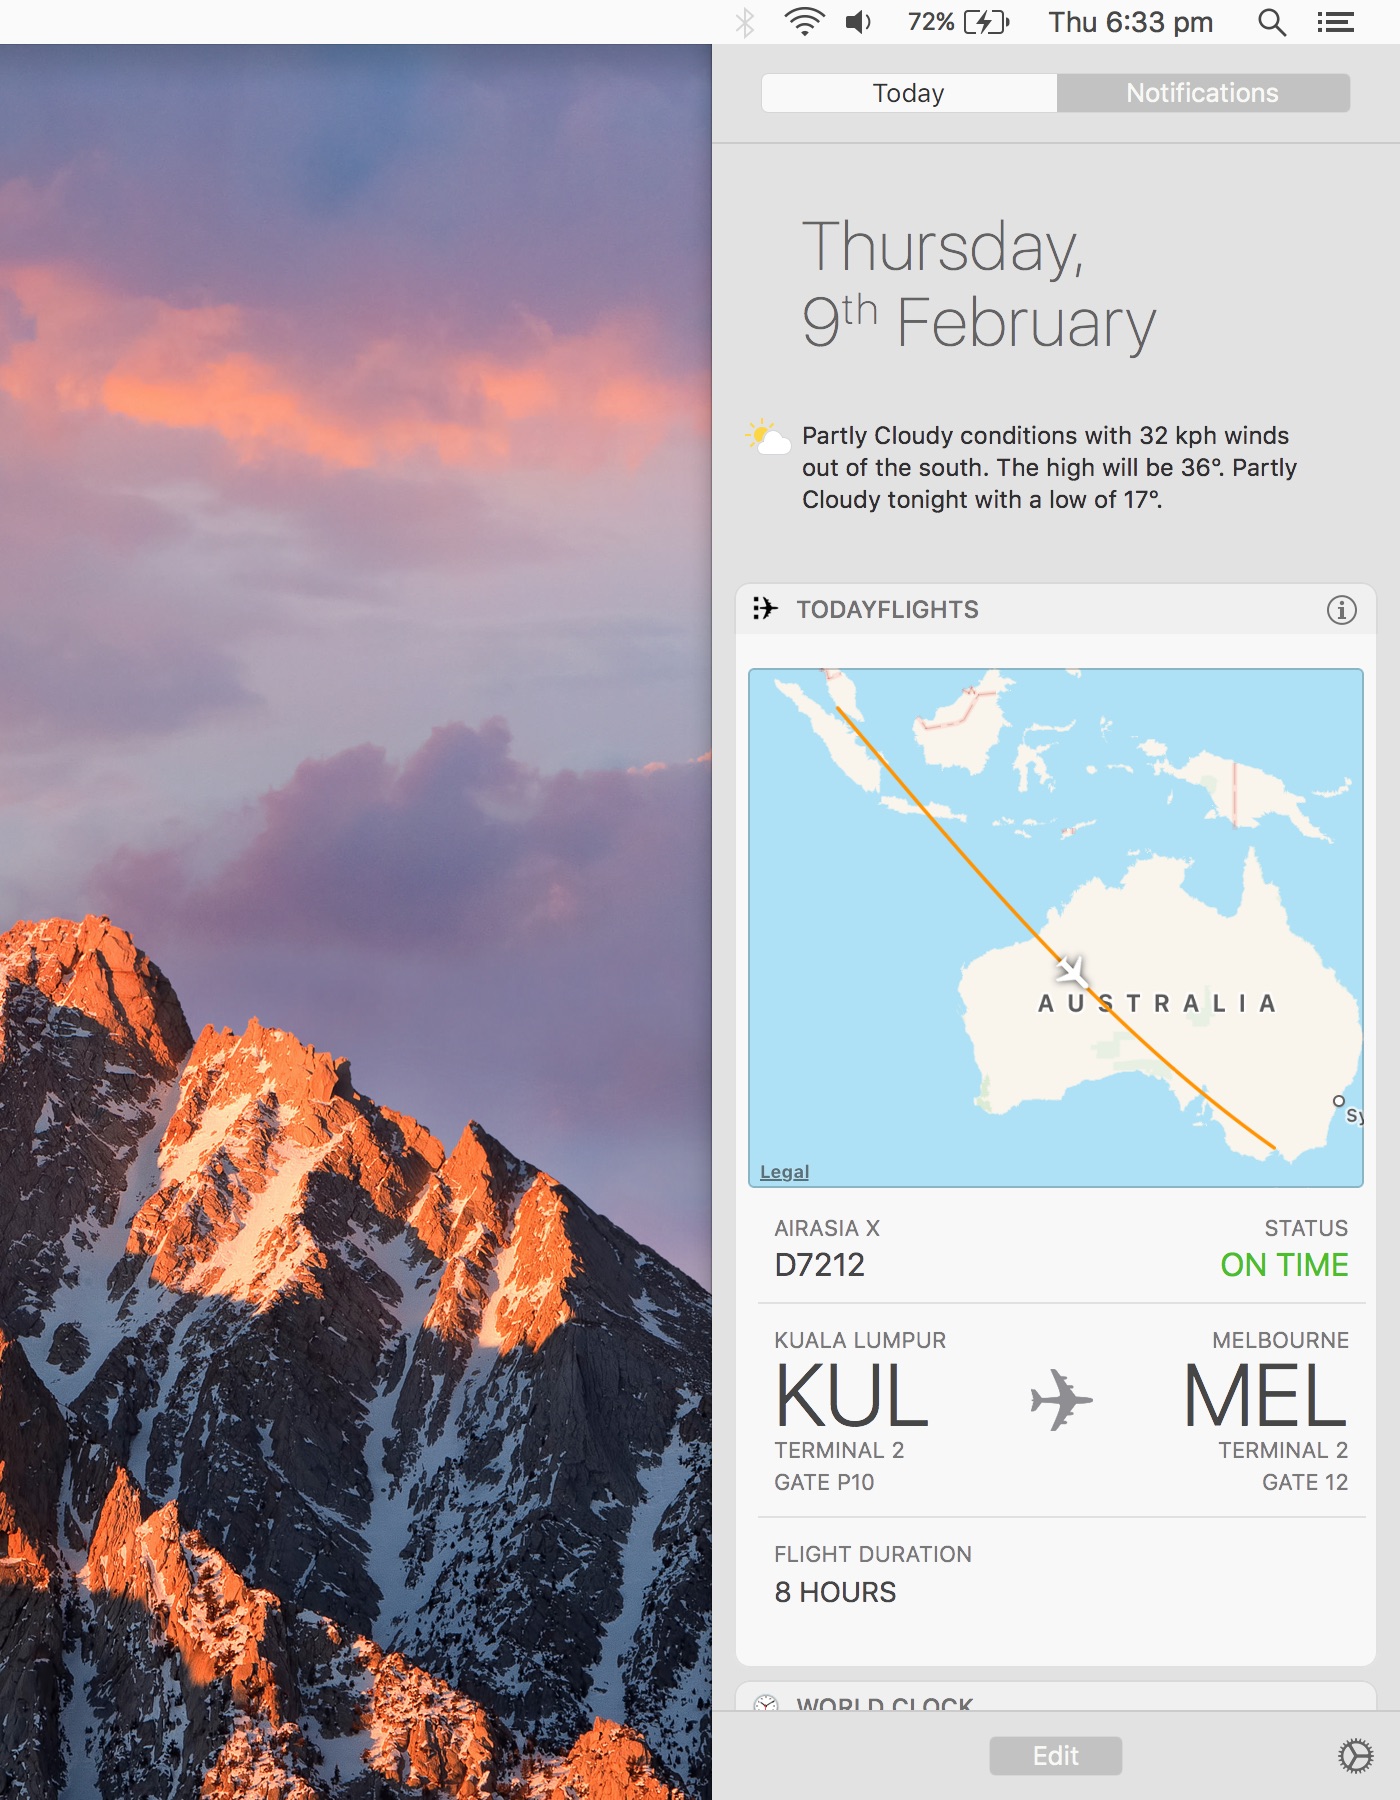 72%
Thu 6:33 pm
Today
Notifications
Thursday,
9th February
Partly Cloudy conditions with 32 kph winds
out of the south. The high will be 36°. Partly
Cloudy tonight with a low of 17°.
TODAYFLIGHTS
AUSTRALIA
Sy
Legal
AIRASIA X
STATUS
D7212
ON TIME
KUALA LUMPUR
MELBOURNE
KUL
MEL
TERMINAL 2
TERMINAL 2
GATE P10
GATE 12
FLIGHT DURATION
8 HOURS
WORLD CLOCK
Edit